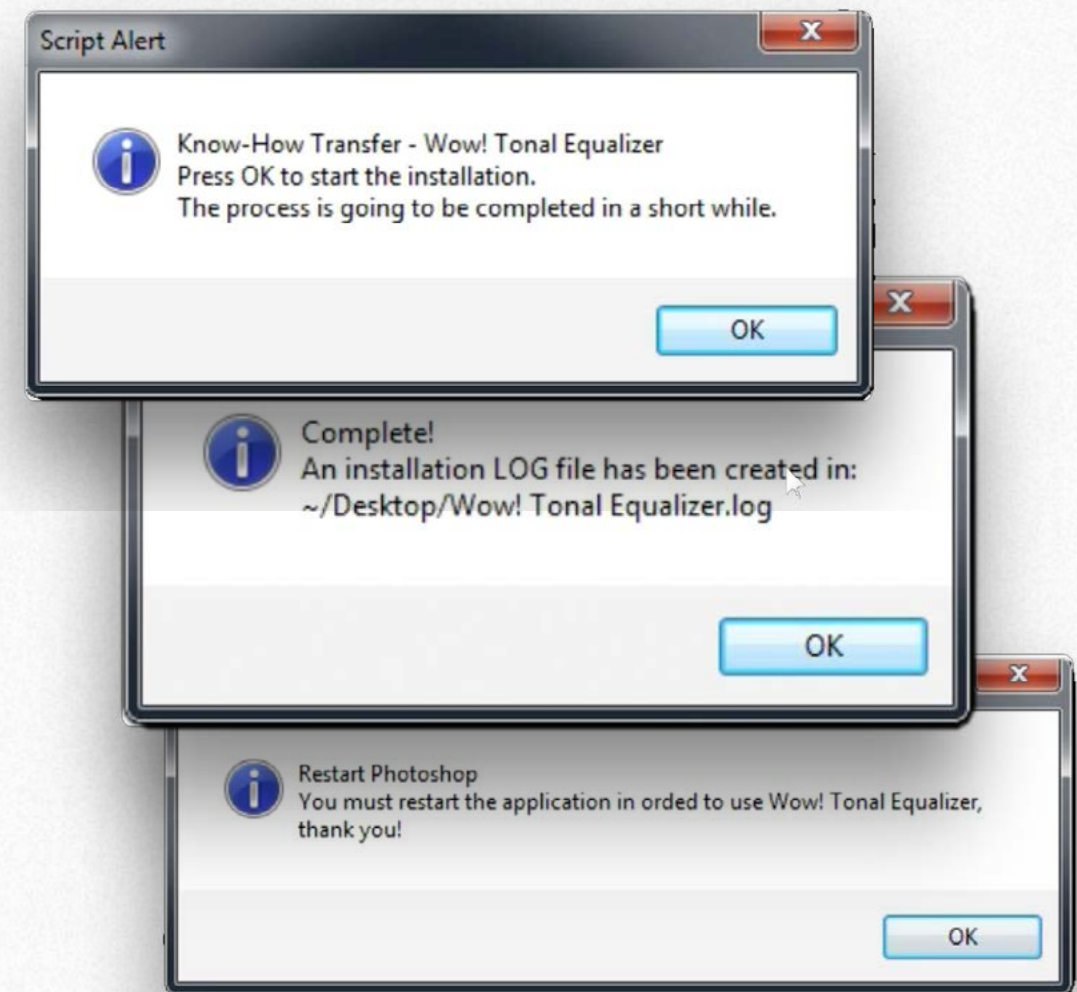 Script Alert
Know-How Transfer - Wow! Tonal Equalizer
Press OK to start the installation.
The process is going to be completed in a short while.
OK
Complete!
An installation LOG file has been created in:
~/Desktop/Wow! Tonal Equalizer.log
OK
Restart Photoshop
You must restart the application in orded to use Wow! Tonal Equalizer,
thank you!
OK